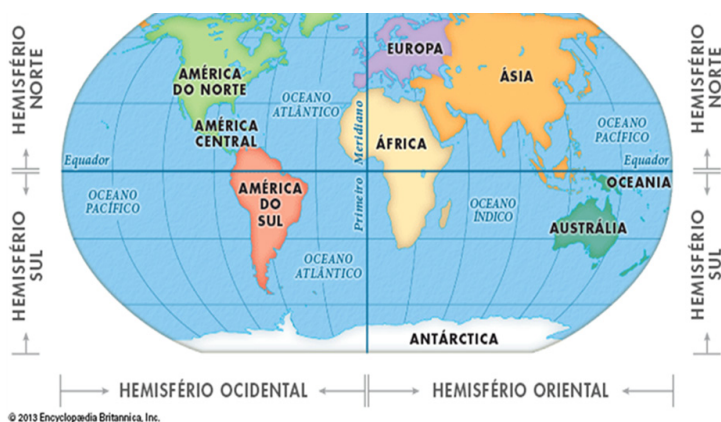 HEMISFÉRIO
NORTE
HEMISFÉRIO
SUL
AMÉRICA
DO NORTE
OCEANO
ATLÂNTICO
EUROPA
ÁSIA
AMÉRICA
CENTRAL
ÁFRICA
OCEANO
PACÍFICO
Equador
Equador
Primeiro Meridiano
OCEANO
PACÍFICO
AMÉRICA
DO
SUL
OCEANO
ÍNDICO
OCEANIA
AUSTRÁLIA
OCEANO
ATLÂNTICO
ANTÁRCTICA
HEMISFÉRIO
NORTE
HEMISFÉRIO
SUL
HEMISFÉRIO OCIDENTAL
HEMISFÉRIO ORIENTAL
© 2013 Encyclopædia Britannica, Inc.